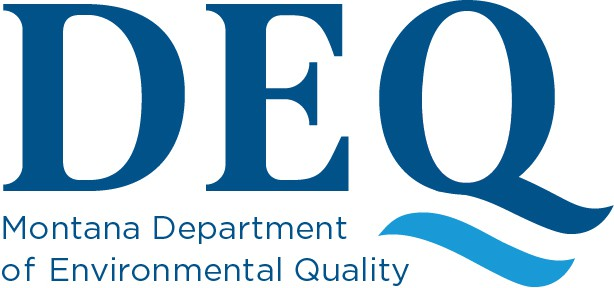 DEQ
Montana Department
of Environmental Quality